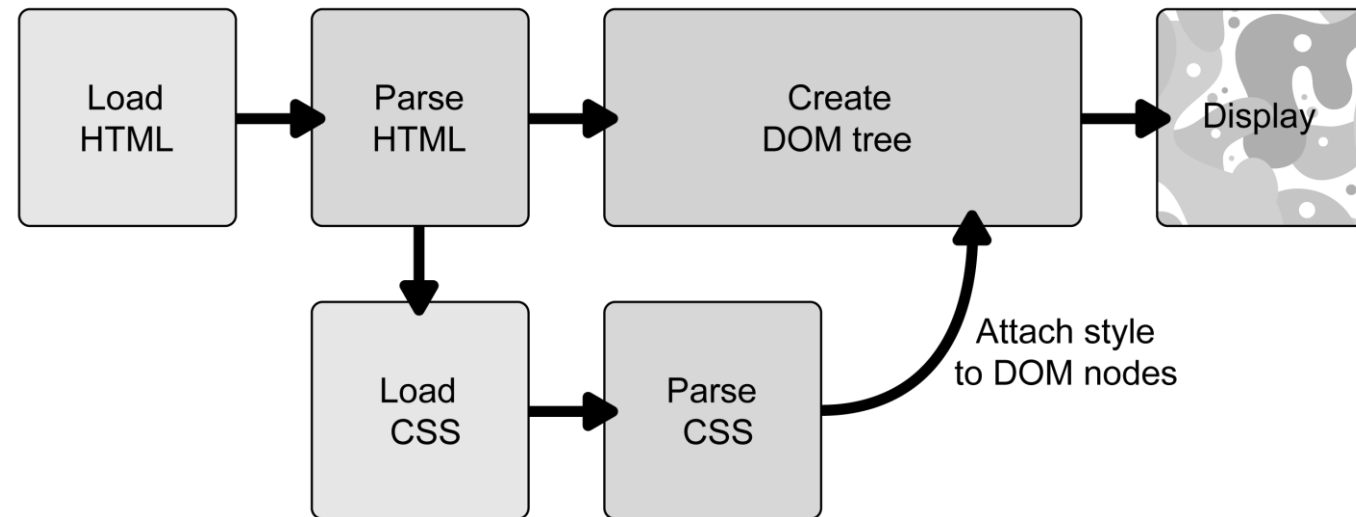 Load
HTML
Parse
HTML
Create
DOM tree
Display
Load
CSS
Parse
CSS
Attach style
to DOM nodes